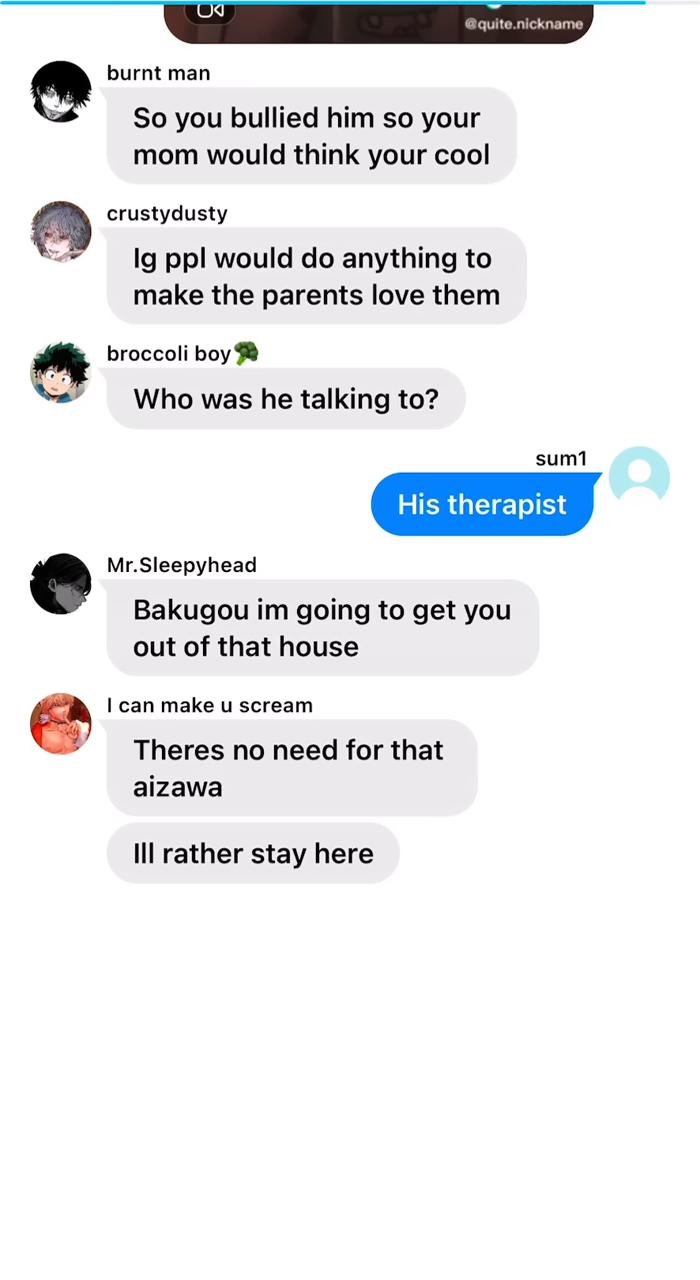 @quite.nickname
burnt man
So you bullied him so your
mom would think your cool
crustydusty
Ig ppl would do anything to
make the parents love them
broccoli boy🥦
Who was he talking to?
sum1
His therapist
Mr.Sleepyhead
Bakugou im going to get you
out of that house
I can make u scream
Theres no need for that
aizawa
Ill rather stay here